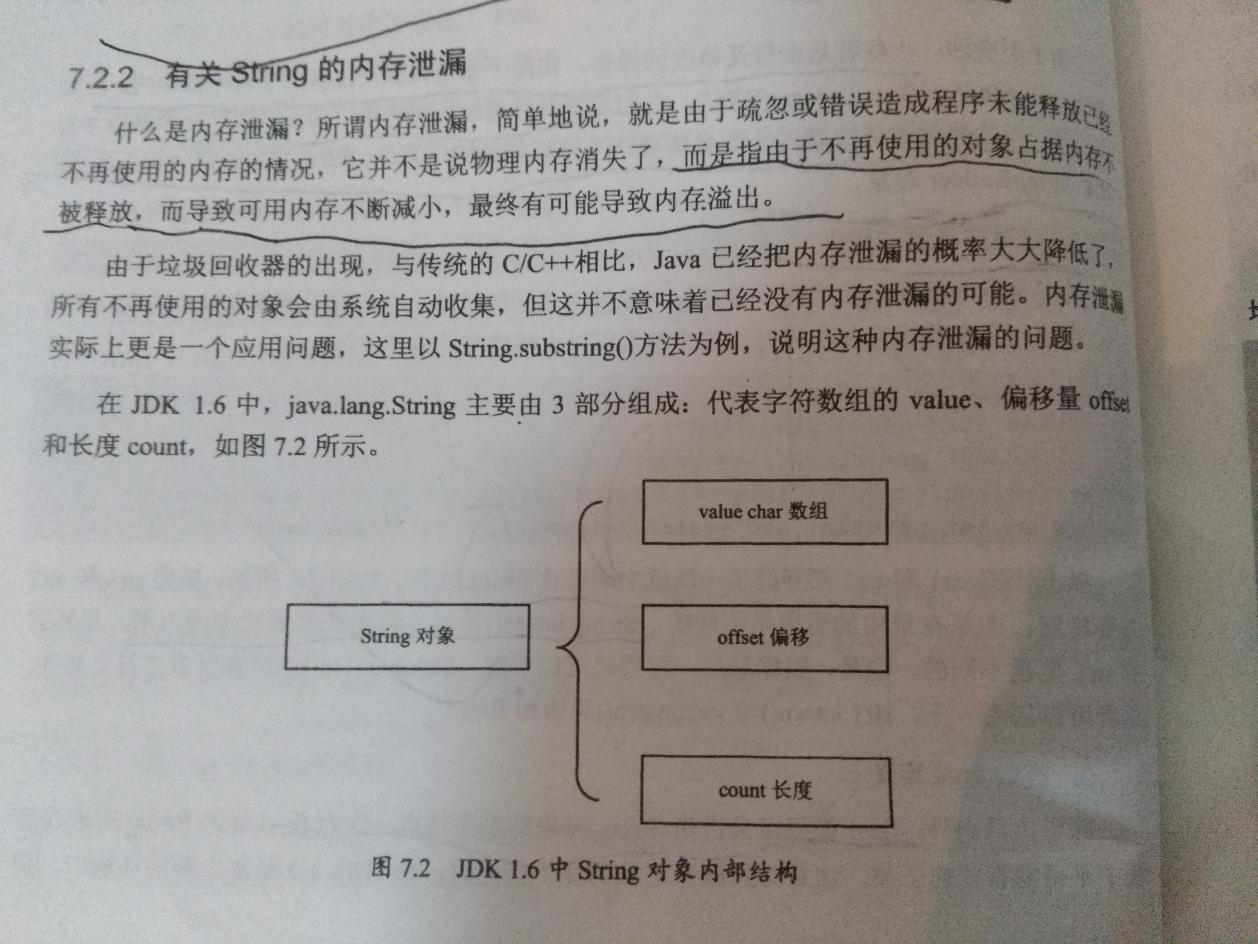 7.2.2 有关 String 的内存泄漏
什么是内存泄漏？所谓内存泄漏，简单地说，就是由于疏忽或错误造成程序未能释放已经
不再使用的内存的情况，它并不是说物理内存消失了，而是指由于不再使用的对象占据内存不
被释放，而导致可用内存不断减小，最终有可能导致内存溢出。
由于垃圾回收器的出现，与传统的 C/C++相比，Java 已经把内存泄漏的概率大大降低了，
所有不再使用的对象会由系统自动收集，但这并不意味着已经没有内存泄漏的可能。内存泄漏
实际上更是一个应用问题，这里以 String.substring()方法为例，说明这种内存泄漏的问题。
在 JDK 1.6 中，java.lang.String 主要由 3 部分组成：代表字符数组的 value、偏移量 offset
和长度 count，如图 7.2 所示。
value char 数组
String 对象
offset 偏移
count 长度
图 7.2 JDK 1.6 中 String 对象内部结构